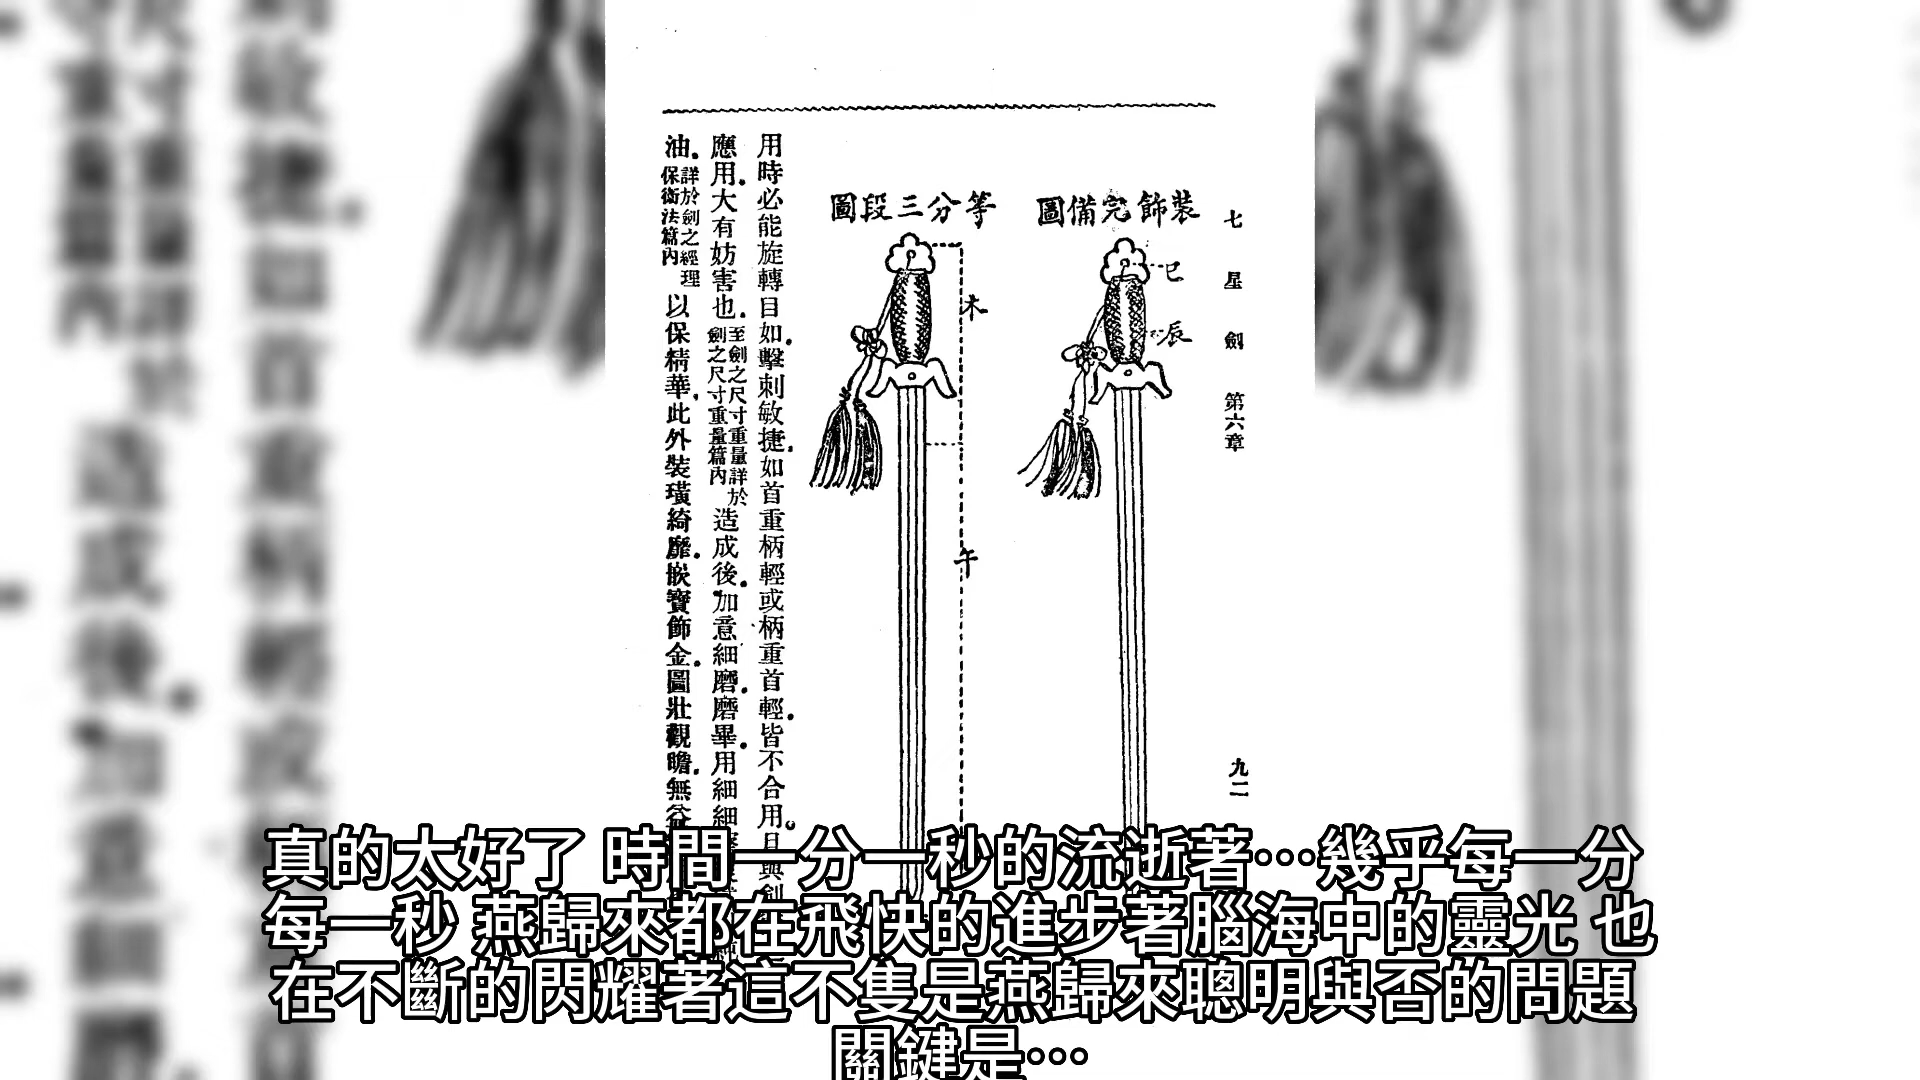 七星劍 第六章 九二
裝飾完備圖
巳
辰
等分三段圖
木
午
用時必能旋轉目如.擊刺敏捷.如首重柄輕或柄重首輕.皆不合用.且與劍
應用.大有妨害也.至劍之尺寸重量詳於劍之尺寸重量篇內造成後.加意細磨.磨畢.用細細
油.詳於劍之經理保衛法篇內以保精華.此外裝璜綺靡.嵌寶飾金.圖壯觀瞻.無
真的太好了 時間一分一秒的流逝著…幾乎每一分
每一秒 燕歸來都在飛快的進步著腦海中的靈光 也
在不斷的閃耀著這不隻是燕歸來聰明與否的問題
關鍵是…